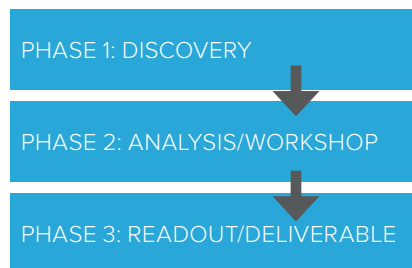 PHASE 1: DISCOVERY
PHASE 2: ANALYSIS/WORKSHOP
PHASE 3: READOUT/DELIVERABLE